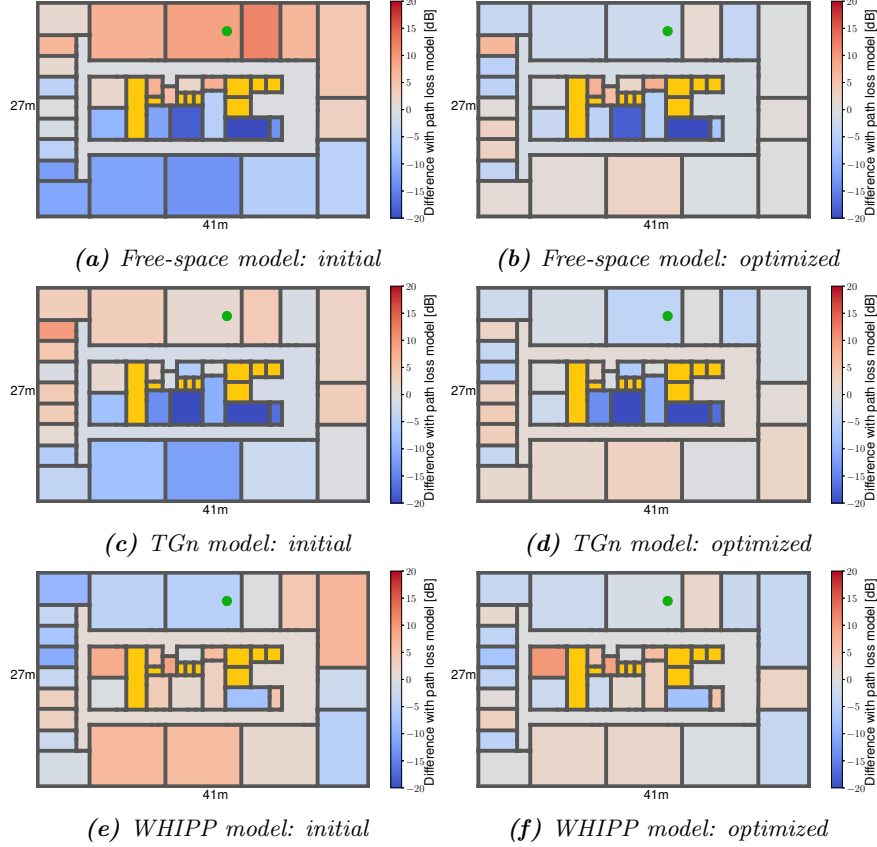 20
15
10
5
0
−5
−10
−15
−20
Difference with path loss model [dB]
27m
41m
20
15
10
5
0
−5
−10
−15
−20
Difference with path loss model [dB]
27m
41m
(a) Free-space model: initial
(b) Free-space model: optimized
20
15
10
5
0
−5
−10
−15
−20
Difference with path loss model [dB]
27m
41m
20
15
10
5
0
−5
−10
−15
−20
Difference with path loss model [dB]
27m
41m
(c) TGn model: initial
(d) TGn model: optimized
20
15
10
5
0
−5
−10
−15
−20
Difference with path loss model [dB]
27m
41m
20
15
10
5
0
−5
−10
−15
−20
Difference with path loss model [dB]
27m
41m
(e) WHIPP model: initial
(f) WHIPP model: optimized